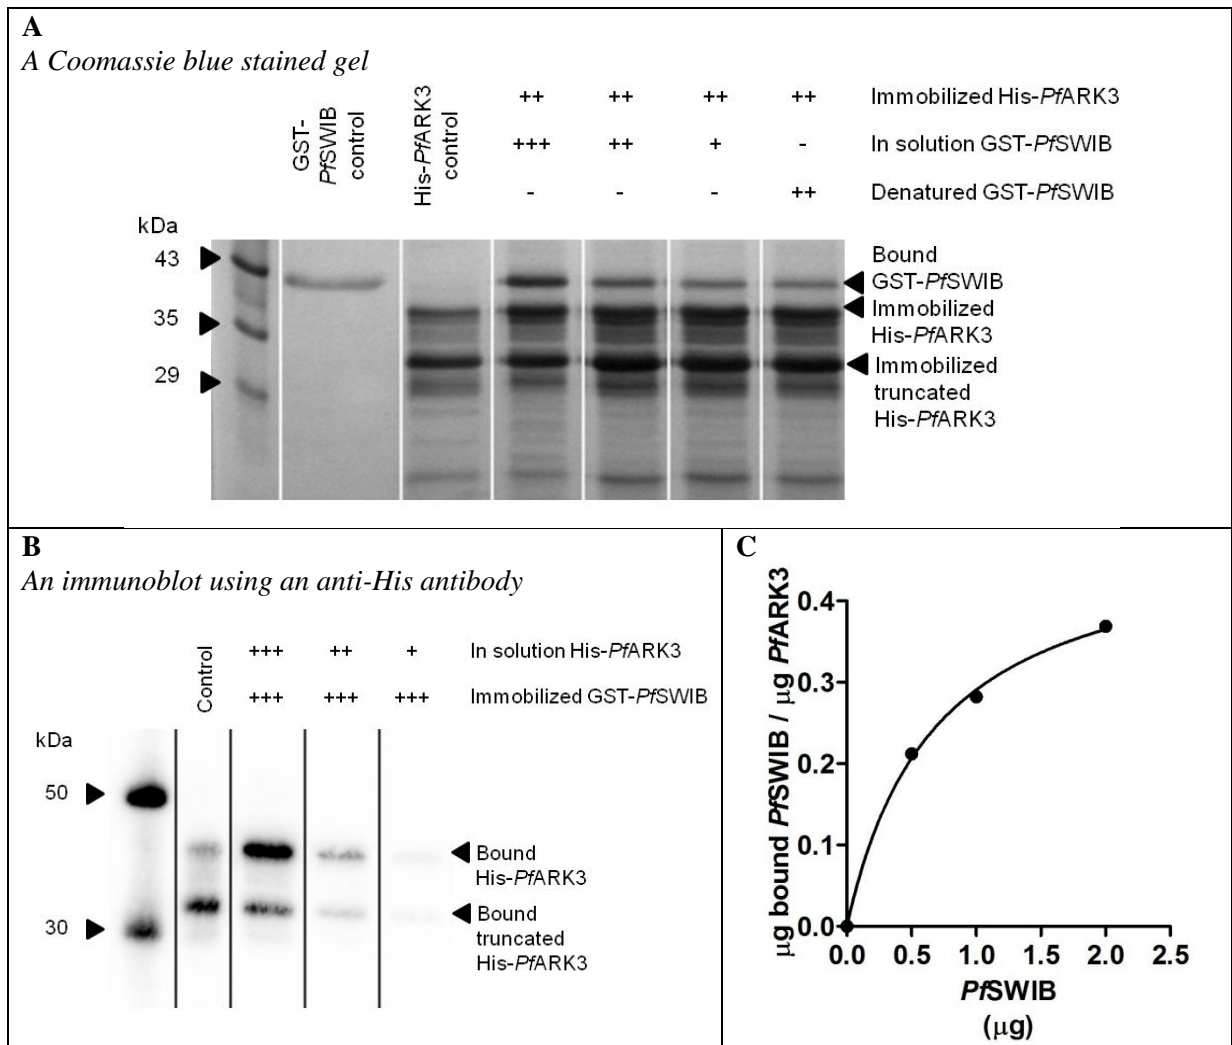 A
A Coomassie blue stained gel
GST-
PfSWIB
control
His-PfARK3
control
++ ++ ++ ++ Immobilized His-PfARK3
+++ ++ + - In solution GST-PfSWIB
- - - ++ Denatured GST-PfSWIB
kDa
43
35
29
Bound
GST-PfSWIB
Immobilized
His-PfARK3
Immobilized
truncated
His-PfARK3
B
An immunoblot using an anti-His antibody
Control
+++ ++ + In solution His-PfARK3
+++ +++ +++ Immobilized GST-PfSWIB
kDa
50
30
Bound
His-PfARK3
Bound
truncated
His-PfARK3
C
µg bound PfSWIB / µg PfARK3
0.4
0.3
0.2
0.1
0.0
0.0 0.5 1.0 1.5 2.0 2.5
PfSWIB
(µg)